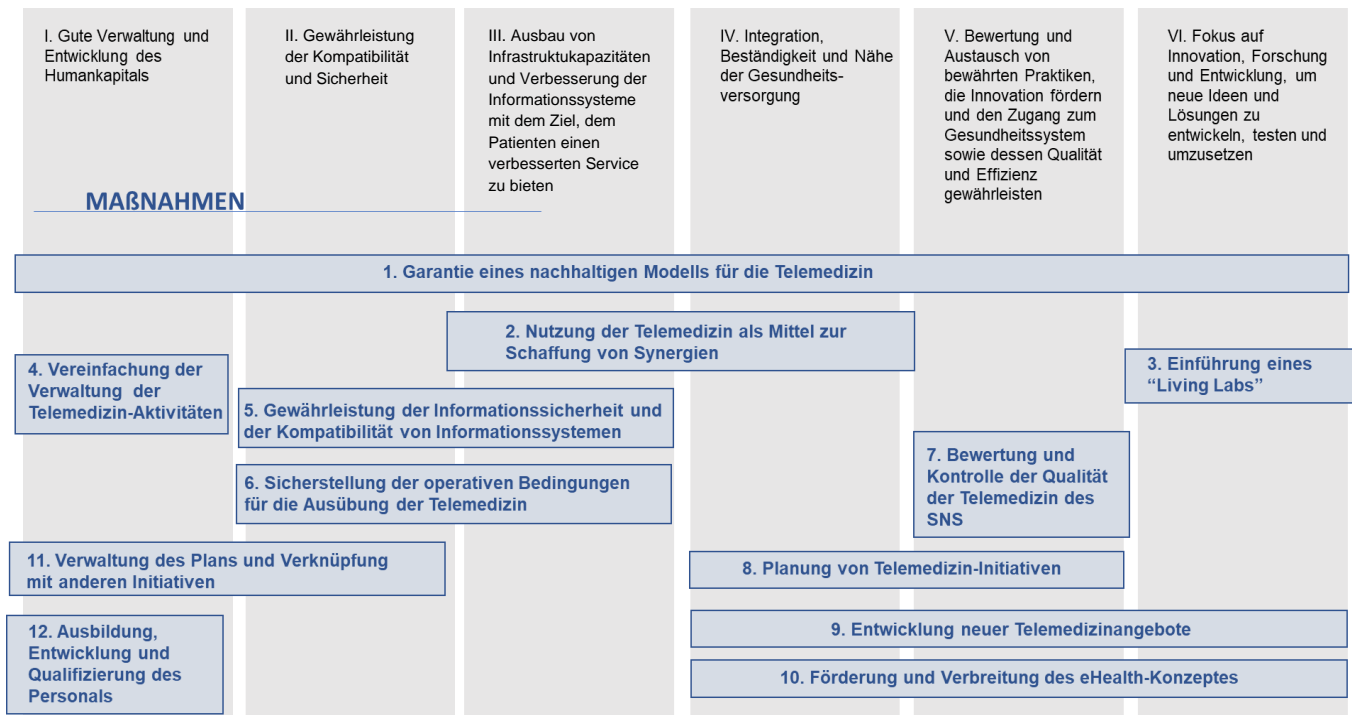 I. Gute Verwaltung und
Entwicklung des
Humankapitals
II. Gewährleistung
der Kompatibilität
und Sicherheit
III. Ausbau von
Infrastruktukapazitäten
und Verbesserung der
Informationssysteme
mit dem Ziel, dem
Patienten einen
verbesserten Service
zu bieten
IV. Integration,
Beständigkeit und Nähe
der Gesundheits-
versorgung
V. Bewertung und
Austausch von
bewährten Praktiken,
die Innovation fördern
und den Zugang zum
Gesundheitssystem
sowie dessen Qualität
und Effizienz
gewährleisten
VI. Fokus auf
Innovation, Forschung
und Entwicklung, um
neue Ideen und
Lösungen zu
entwickeln, testen und
umzusetzen
MAßNAHMEN
1. Garantie eines nachhaltigen Modells für die Telemedizin
2. Nutzung der Telemedizin als Mittel zur
Schaffung von Synergien
3. Einführung eines
“Living Labs”
4. Vereinfachung der
Verwaltung der
Telemedizin-Aktivitäten
5. Gewährleistung der Informationssicherheit und
der Kompatibilität von Informationssystemen
6. Sicherstellung der operativen Bedingungen
für die Ausübung der Telemedizin
7. Bewertung und
Kontrolle der Qualität
der Telemedizin des
SNS
11. Verwaltung des Plans und Verknüpfung
mit anderen Initiativen
8. Planung von Telemedizin-Initiativen
12. Ausbildung,
Entwicklung und
Qualifizierung des
Personals
9. Entwicklung neuer Telemedizinangebote
10. Förderung und Verbreitung des eHealth-Konzeptes